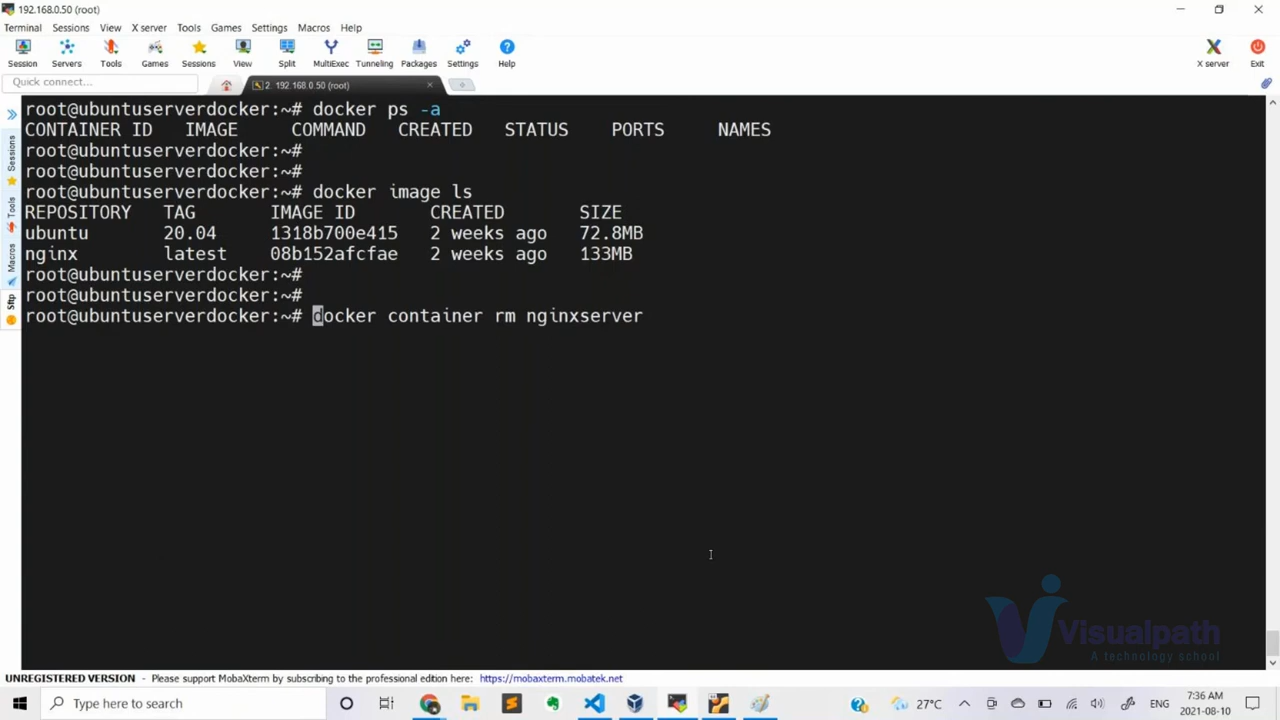 192.168.0.50 (root)
Terminal Sessions View X server Tools Games Settings Macros Help
Session Servers Tools Games Sessions View Split MultiExec Tunneling Packages Settings Help X server Exit
Quick connect...
2. 192.168.0.50 (root)
root@ubuntuserverdocker:~# docker ps -a
CONTAINER ID IMAGE COMMAND CREATED STATUS PORTS NAMES
root@ubuntuserverdocker:~#
root@ubuntuserverdocker:~#
root@ubuntuserverdocker:~# docker image ls
REPOSITORY TAG IMAGE ID CREATED SIZE
ubuntu 20.04 1318b700e415 2 weeks ago 72.8MB
nginx latest 08b152afcfae 2 weeks ago 133MB
root@ubuntuserverdocker:~#
root@ubuntuserverdocker:~#
root@ubuntuserverdocker:~# docker container rm nginxserver
Sessions
Tools
Macros
Sftp
Visualpath
A technology school
UNREGISTERED VERSION - Please support MobaXterm by subscribing to the professional edition here: https://mobaxterm.mobatek.net
Type here to search
27°C
ENG
7:36 AM
2021-08-10